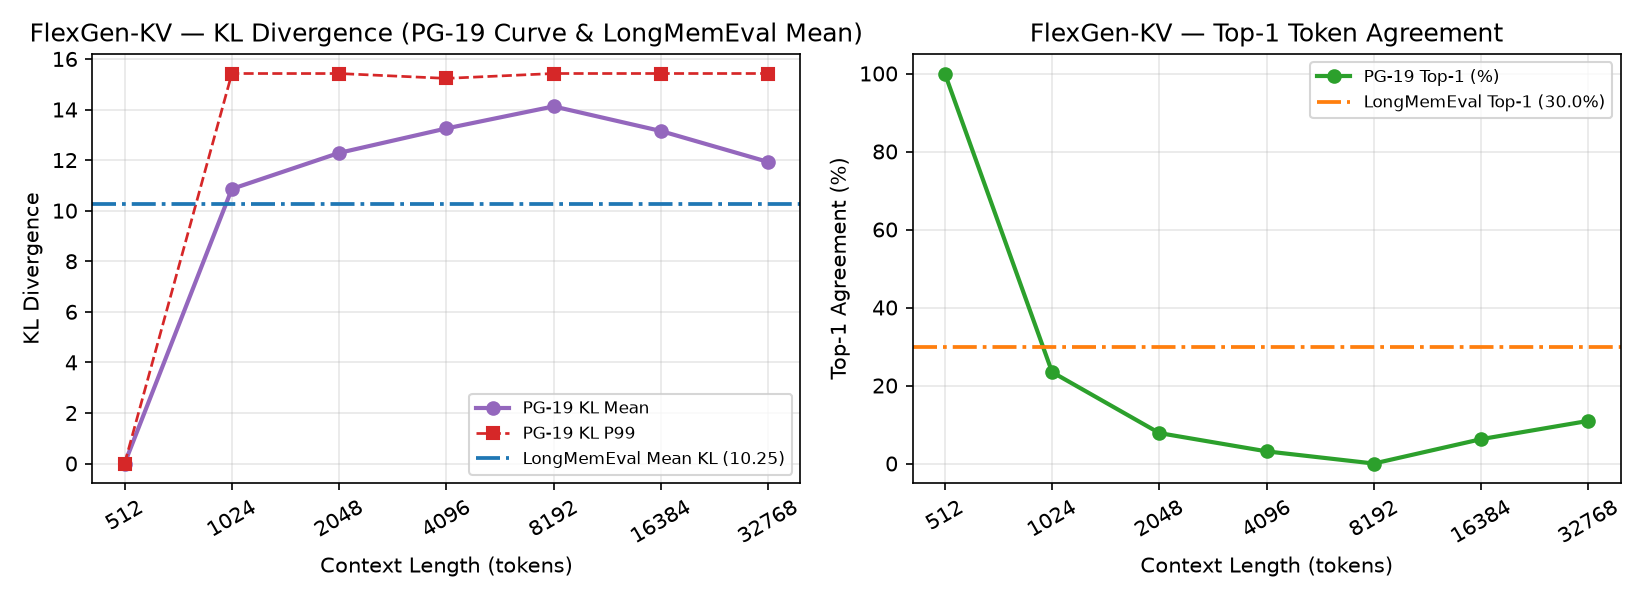 FlexGen-KV — KL Divergence (PG-19 Curve & LongMemEval Mean)
16
14
12
10
8
6
4
2
0
KL Divergence
PG-19 KL Mean
PG-19 KL P99
LongMemEval Mean KL (10.25)
512
1024
2048
4096
8192
16384
32768
Context Length (tokens)
FlexGen-KV — Top-1 Token Agreement
100
80
60
40
20
0
Top-1 Agreement (%)
PG-19 Top-1 (%)
LongMemEval Top-1 (30.0%)
512
1024
2048
4096
8192
16384
32768
Context Length (tokens)